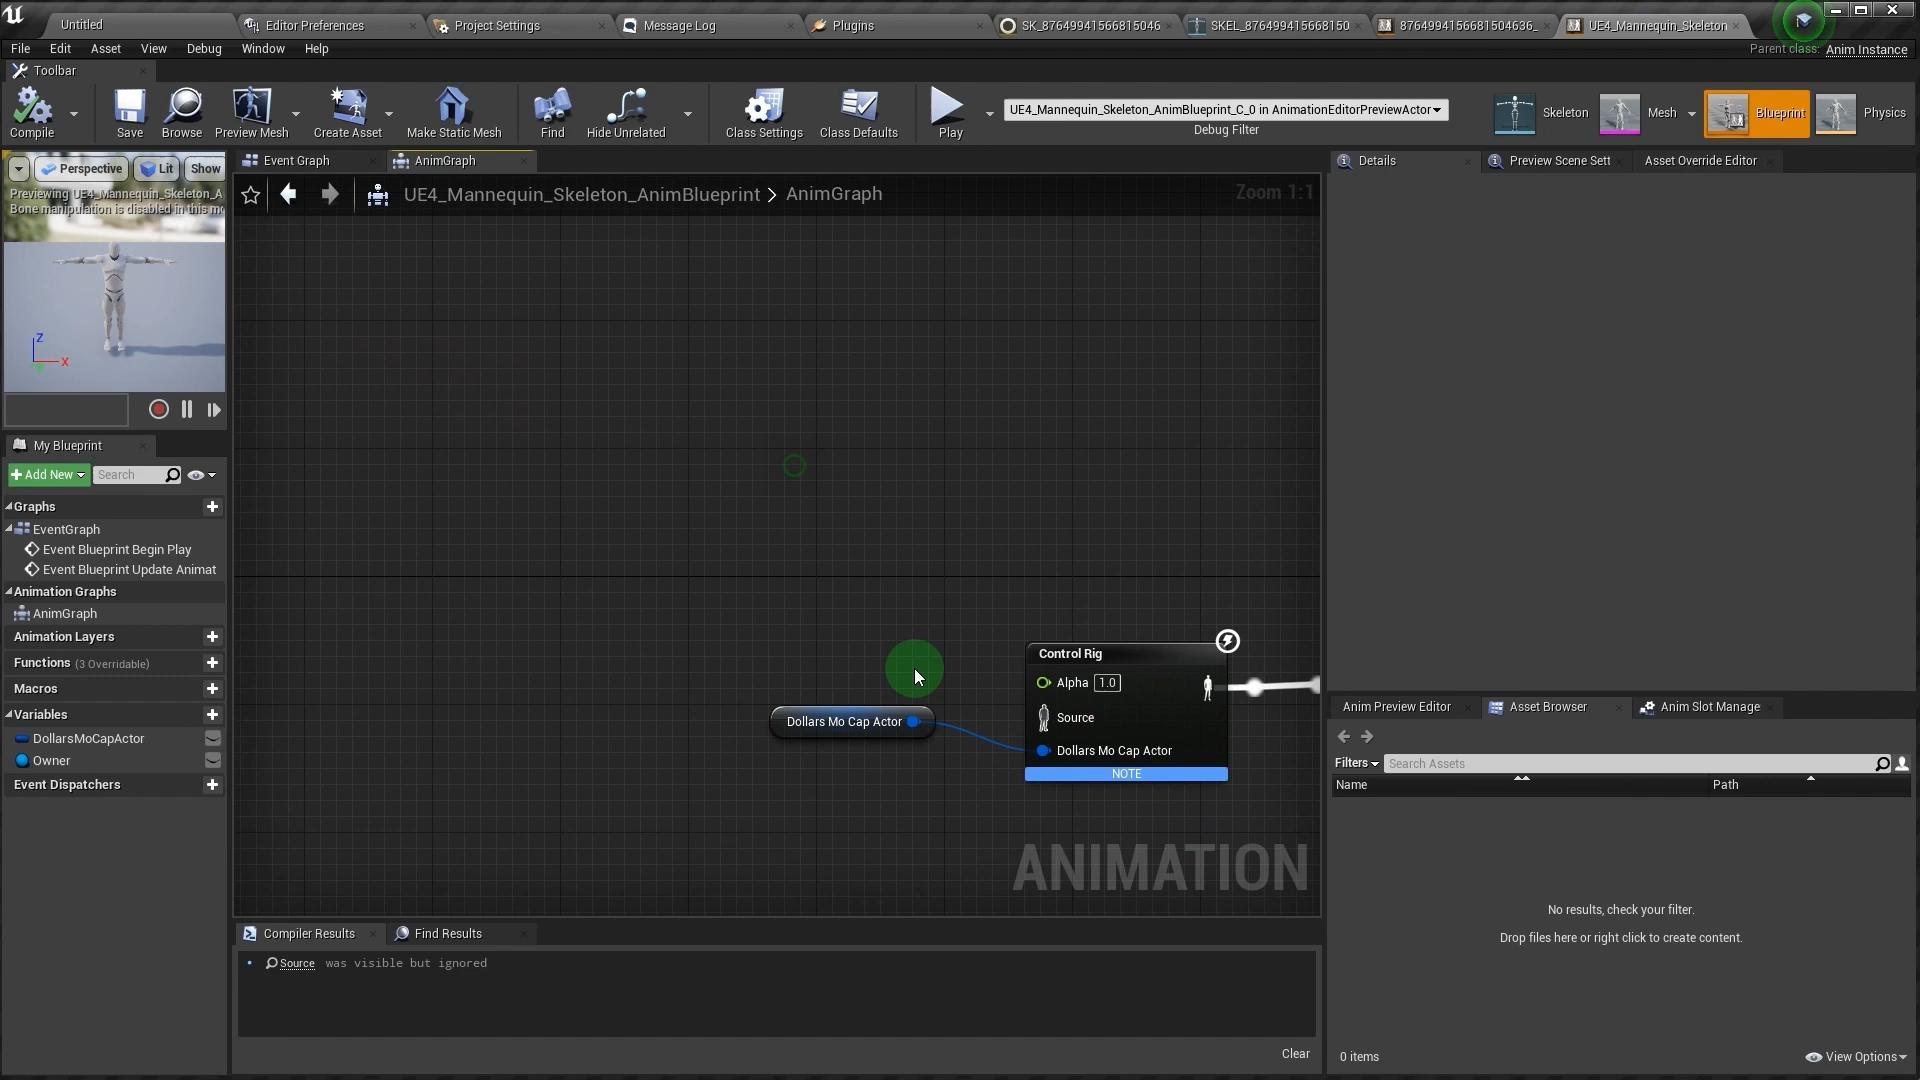 Untitled
Editor Preferences
Project Settings
Message Log
Plugins
SK_87649941566815046
SKEL_876499415668150
8764994156681504636_
UE4_Mannequin_Skeleton
File Edit Asset View Debug Window Help
Parent class: Anim Instance
Toolbar
Compile
Save
Browse
Preview Mesh
Create Asset
Make Static Mesh
Find
Hide Unrelated
Class Settings
Class Defaults
Play
UE4_Mannequin_Skeleton_AnimBlueprint_C_0 in AnimationEditorPreviewActor
Debug Filter
Skeleton
Mesh
Blueprint
Physics
Perspective
Lit
Show
Previewing UE4_Mannequin_Skeleton_A
Bone manipulation is disabled in this mo
Z
X
Event Graph
AnimGraph
UE4_Mannequin_Skeleton_AnimBlueprint > AnimGraph
Zoom 1:1
Dollars Mo Cap Actor
Control Rig
Alpha 1.0
Source
Dollars Mo Cap Actor
NOTE
ANIMATION
My Blueprint
+ Add New
Search
Graphs
EventGraph
Event Blueprint Begin Play
Event Blueprint Update Animat
Animation Graphs
AnimGraph
Animation Layers
Functions (3 Overridable)
Macros
Variables
DollarsMoCapActor
Owner
Event Dispatchers
Compiler Results
Find Results
• Source was visible but ignored
Clear
Details
Preview Scene Sett
Asset Override Editor
Anim Preview Editor
Asset Browser
Anim Slot Manage
Filters
Search Assets
Name
Path
No results, check your filter.
Drop files here or right click to create content.
0 items
View Options